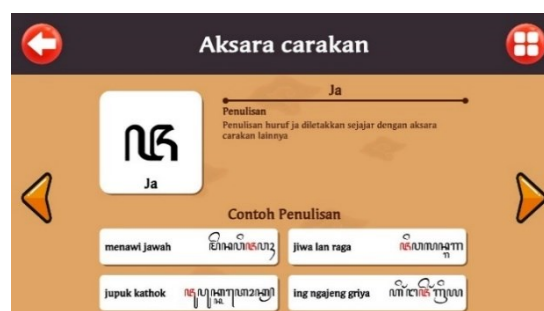 Aksara carakan
Ja
Penulisan
Penulisan huruf ja diletakkan sejajar dengan aksara
carakan lainnya
ꦗ
Ja
Contoh Penulisan
menawi jawah
jiwa lan raga
jupuk kathok
ing ngajeng griya